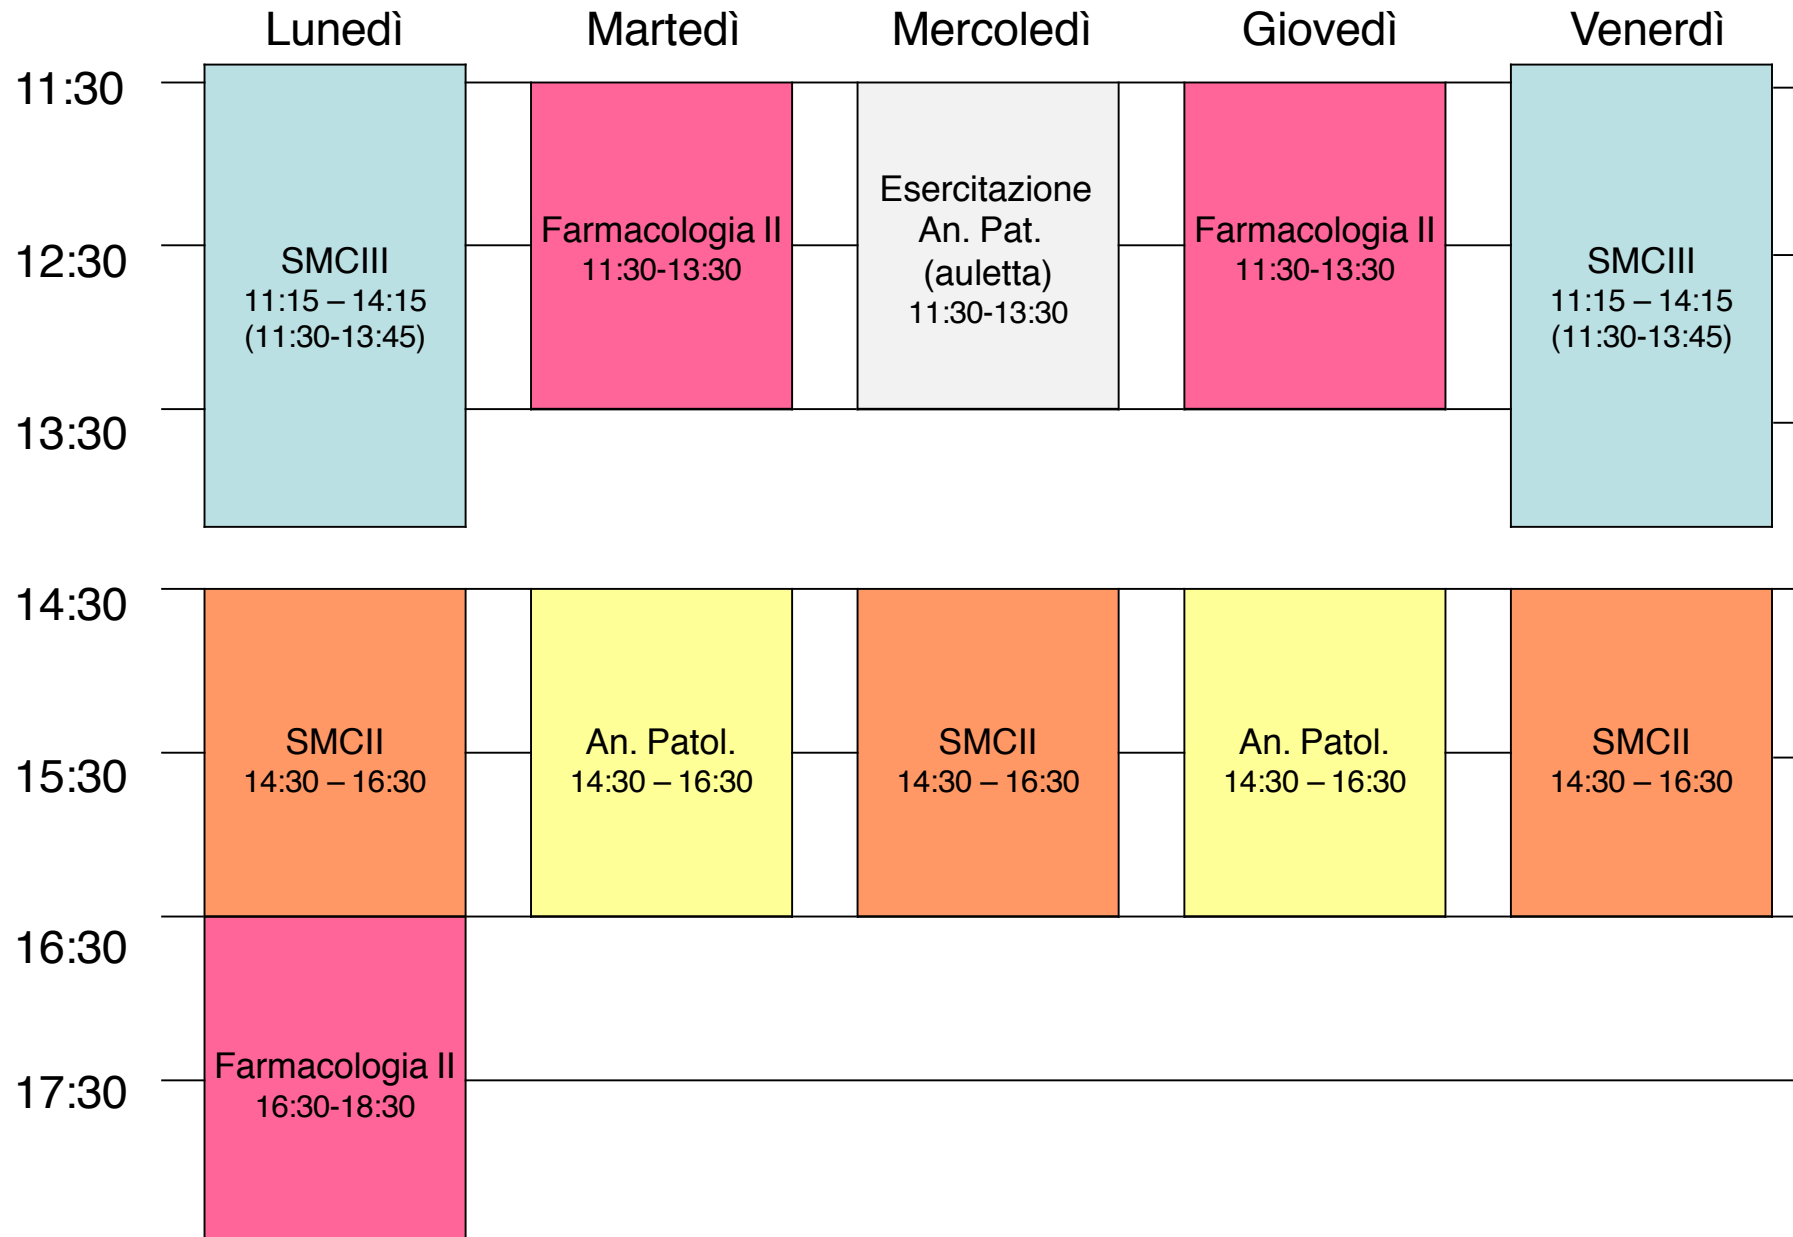 Lunedì
Martedì
Mercoledì
Giovedì
Venerdì
11:30
12:30
13:30
SMCIII
11:15 – 14:15
(11:30-13:45)
Farmacologia II
11:30-13:30
Esercitazione
An. Pat.
(auletta)
11:30-13:30
Farmacologia II
11:30-13:30
SMCIII
11:15 – 14:15
(11:30-13:45)
14:30
15:30
16:30
SMCII
14:30 – 16:30
An. Patol.
14:30 – 16:30
SMCII
14:30 – 16:30
An. Patol.
14:30 – 16:30
SMCII
14:30 – 16:30
17:30
Farmacologia II
16:30-18:30